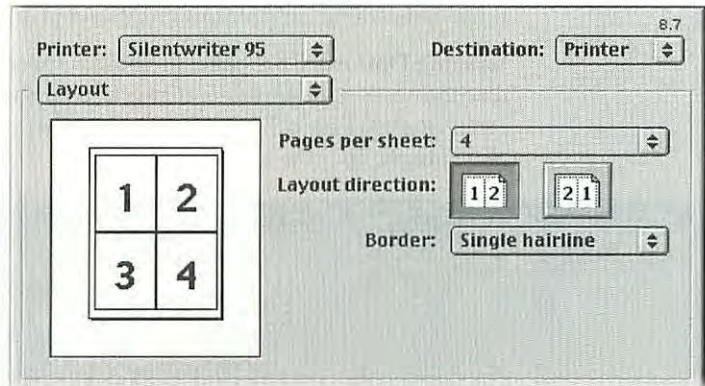 8.7
Printer: Silentwriter 95 Destination: Printer
Layout
Pages per sheet: 4
Layout direction: 1 2 2 1
Border: Single hairline
1 2
3 4